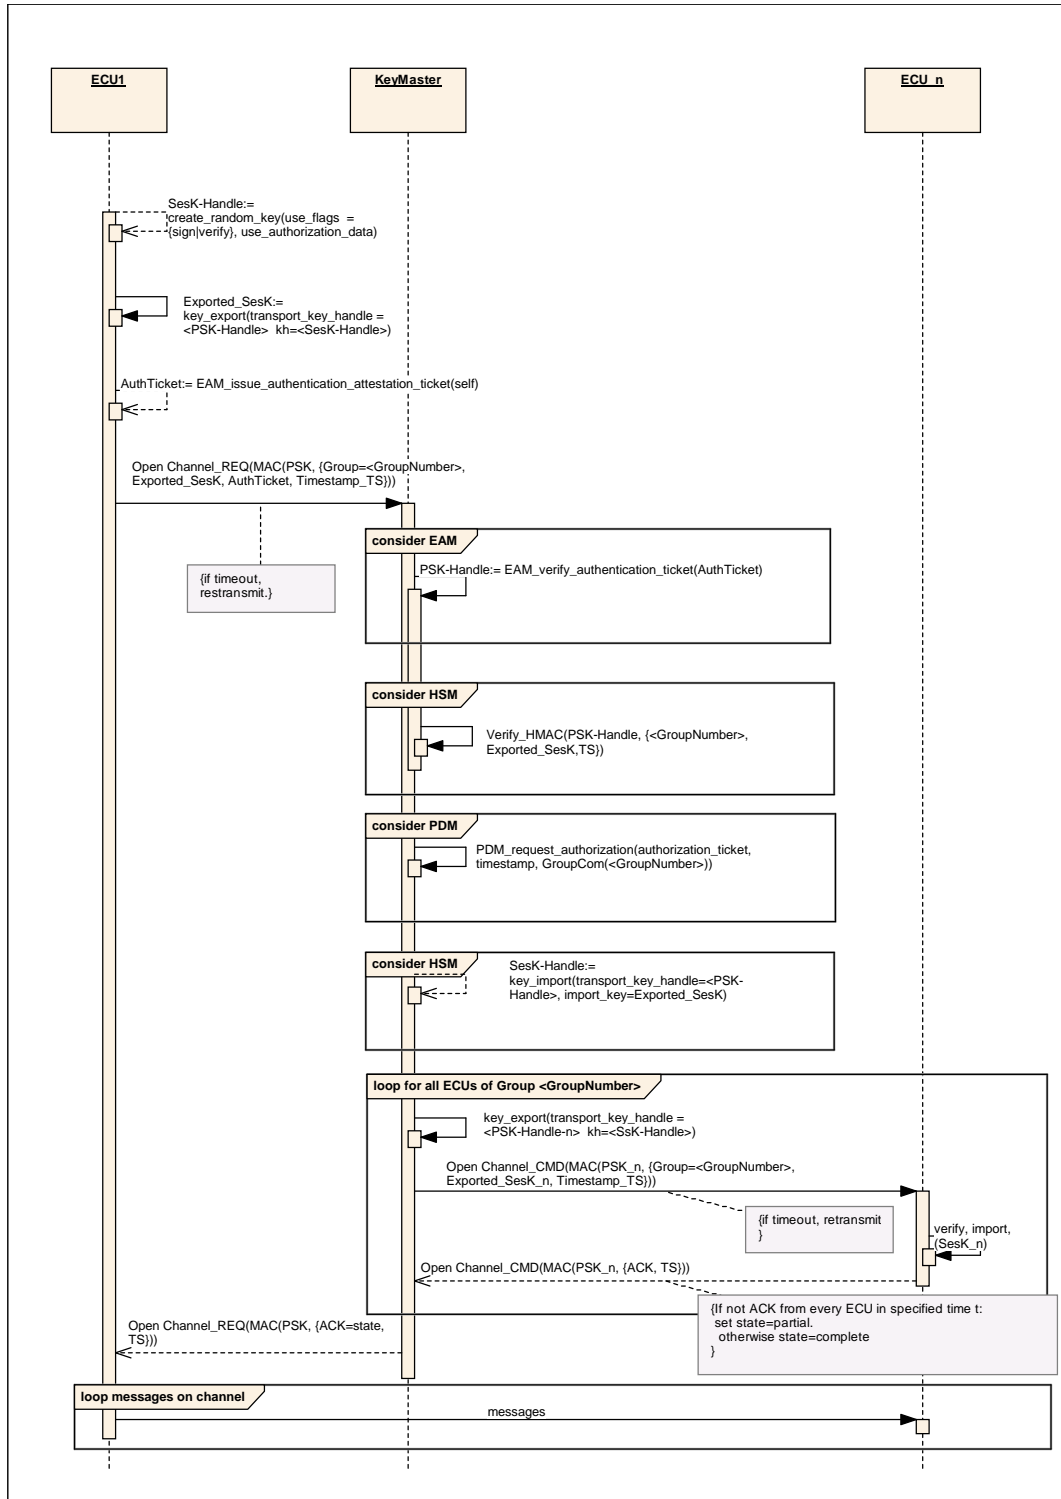 ECU1
KeyMaster
ECU_n
SesK-Handle:=
create_random_key(use_flags =
{sign|verify}, use_authorization_data)
Exported_SesK:=
key_export(transport_key_handle =
<PSK-Handle> kh=<SesK-Handle>)
AuthTicket:= EAM_issue_authentication_attestation_ticket(self)
Open Channel_REQ(MAC(PSK, {Group=<GroupNumber>,
Exported_SesK, AuthTicket, Timestamp_TS}))
{if timeout,
restransmit.}
consider EAM
PSK-Handle:= EAM_verify_authentication_ticket(AuthTicket)
consider HSM
Verify_HMAC(PSK-Handle, {<GroupNumber>,
Exported_SesK,TS})
consider PDM
PDM_request_authorization(authorization_ticket,
timestamp, GroupCom(<GroupNumber>))
consider HSM
SesK-Handle:=
key_import(transport_key_handle=<PSK-
Handle>, import_key=Exported_SesK)
loop for all ECUs of Group <GroupNumber>
key_export(transport_key_handle =
<PSK-Handle-n> kh=<SsK-Handle>)
Open Channel_CMD(MAC(PSK_n, {Group=<GroupNumber>,
Exported_SesK_n, Timestamp_TS}))
{if timeout, retransmit
}
verify, import,
(SesK_n)
Open Channel_CMD(MAC(PSK_n, {ACK, TS}))
{If not ACK from every ECU in specified time t:
set state=partial.
otherwise state=complete
}
Open Channel_REQ(MAC(PSK, {ACK=state,
TS}))
loop messages on channel
messages